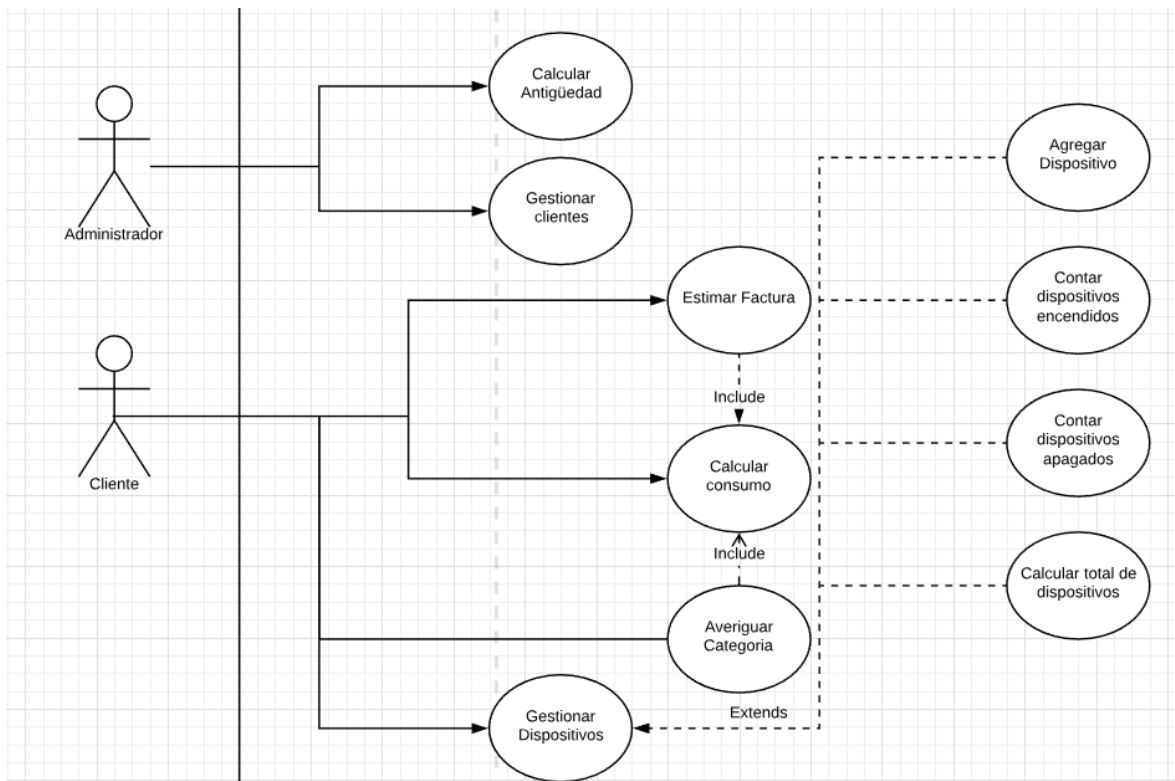 Calcular
Antigüedad
Agregar
Dispositivo
Administrador
Gestionar
clientes
Estimar Factura
Contar
dispositivos
encendidos
Include
Cliente
Calcular
consumo
Contar
dispositivos
apagados
Include
Averiguar
Categoria
Calcular total de
dispositivos
Gestionar
Dispositivos
Extends